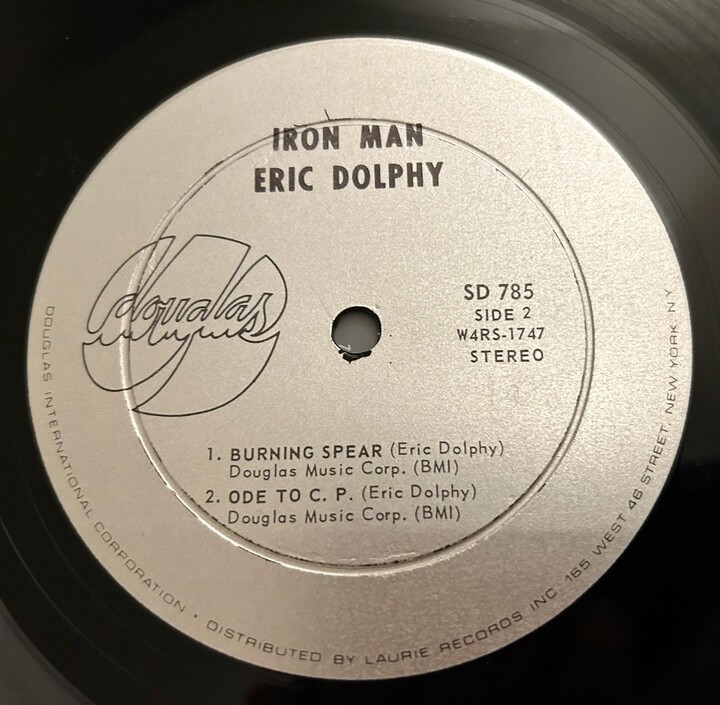 IRON MAN
ERIC DOLPHY
douglas
SD 785
SIDE 2
W4RS-1747
STEREO
1. BURNING SPEAR (Eric Dolphy)
Douglas Music Corp. (BMI)
2. ODE TO C. P. (Eric Dolphy)
Douglas Music Corp. (BMI)
DOUGLAS INTERNATIONAL CORPORATION • DISTRIBUTED BY LAURIE RECORDS INC 165 WEST 46 STREET, NEW YORK NY